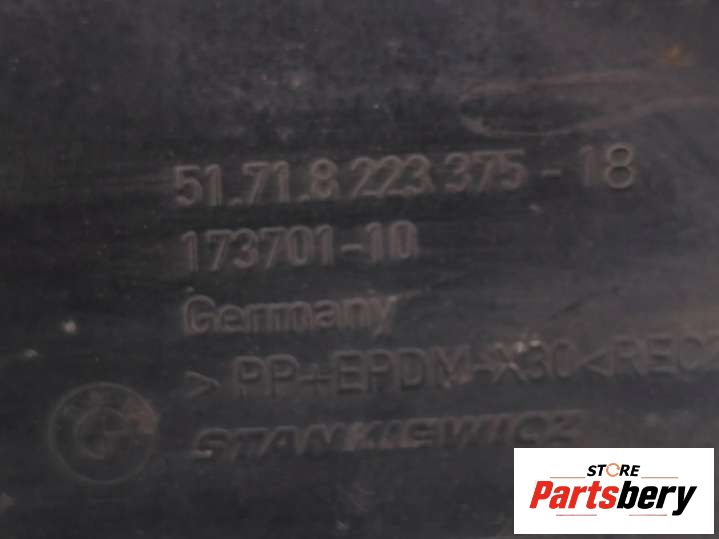 51.71.8 223 375-18
173701-10
Germany
>PP+EPDM-X30<REC
STANKIEWICZ
STORE
Partsbery